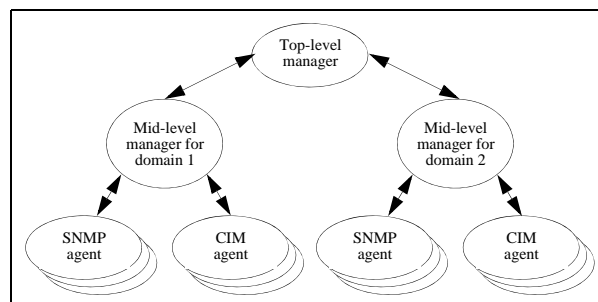 Top-level
manager
Mid-level
manager for
domain 1
Mid-level
manager for
domain 2
SNMP
agent
CIM
agent
SNMP
agent
CIM
agent